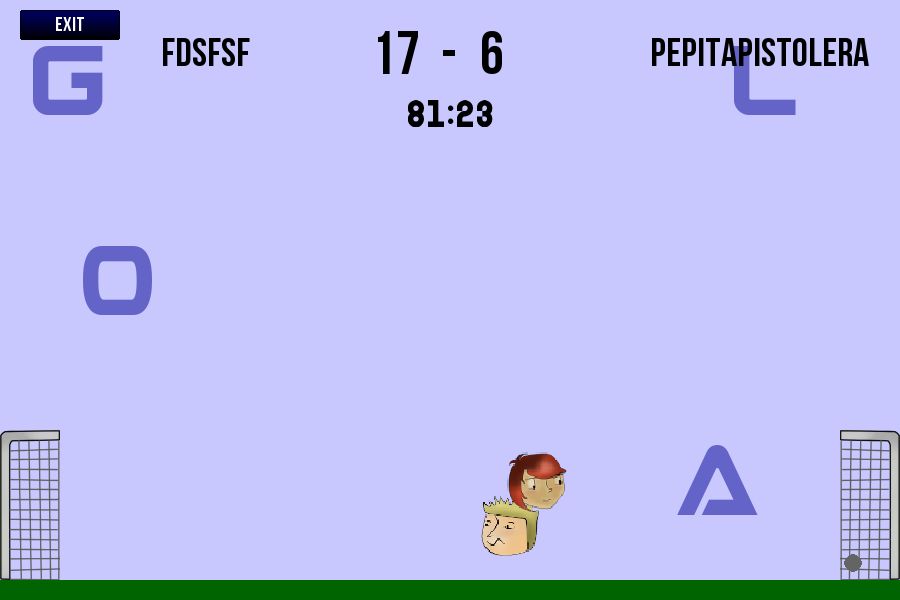 EXIT
FDSFSF
17 - 6
PEPITAPISTOLERA
81:23
G
O
A
L